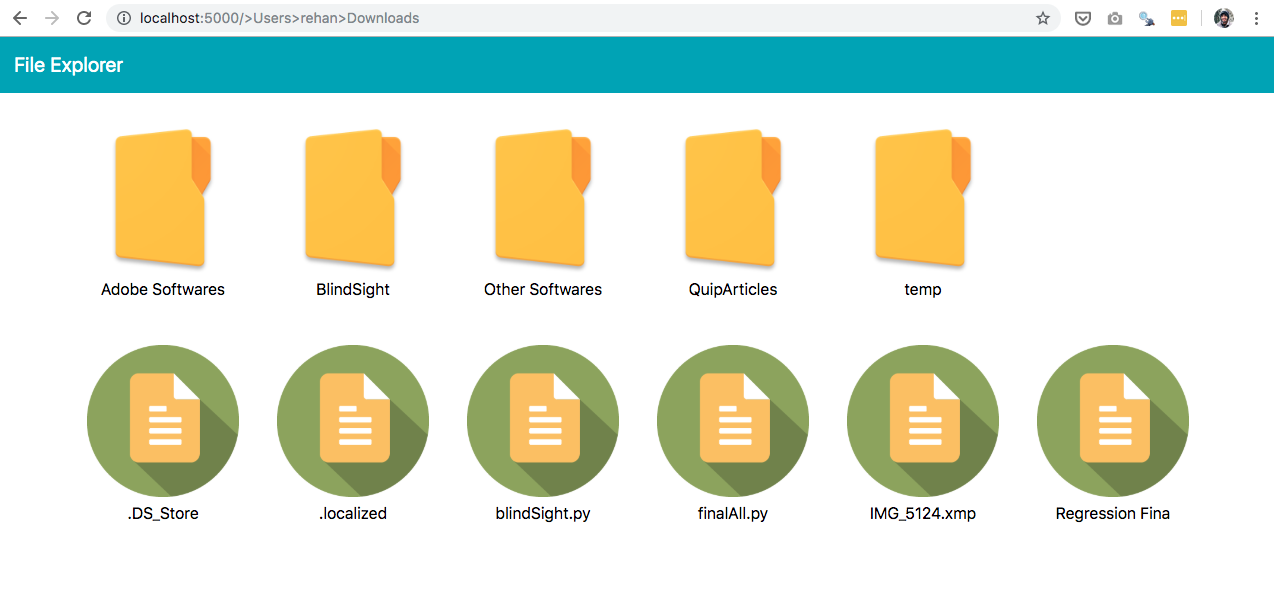 localhost:5000/>Users>rehan>Downloads
File Explorer
Adobe Softwares
BlindSight
Other Softwares
QuipArticles
temp
.DS_Store
.localized
blindSight.py
finalAll.py
IMG_5124.xmp
Regression Fina